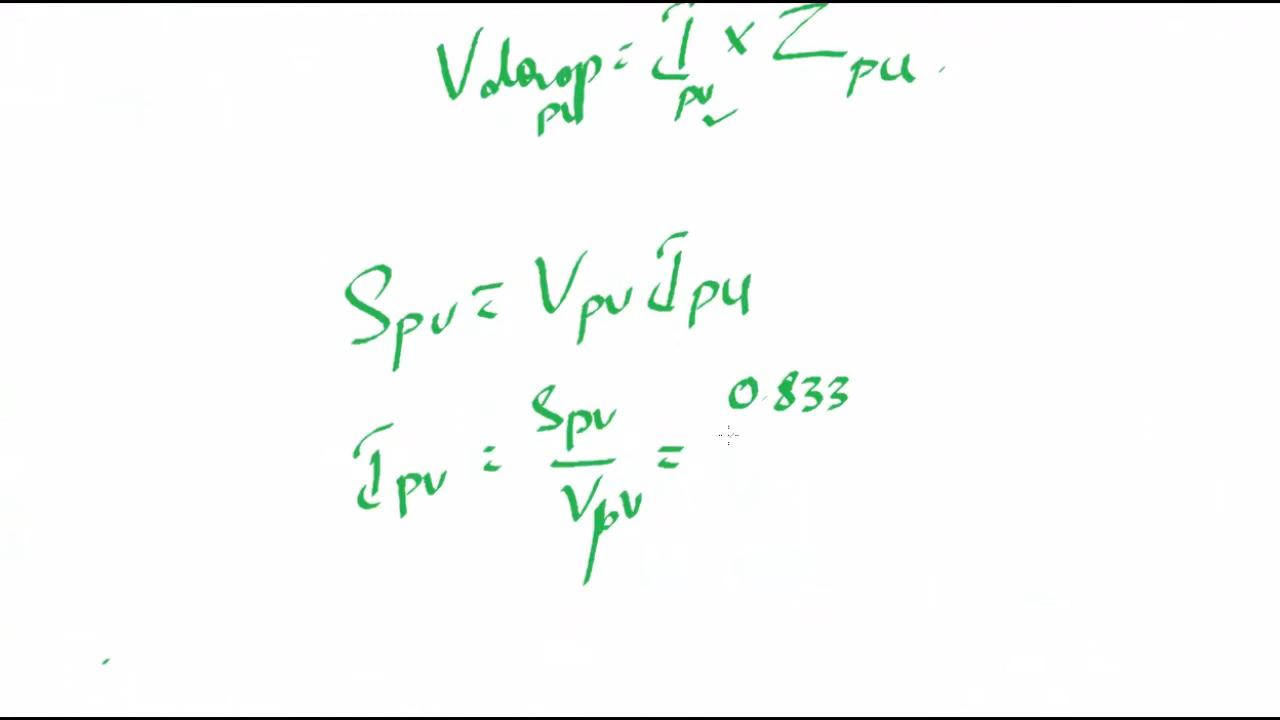 Vdrop pu = Ipu × Zpu
Spu = Vpu Ipu
Ipu = Spu / Vpu = 0.833